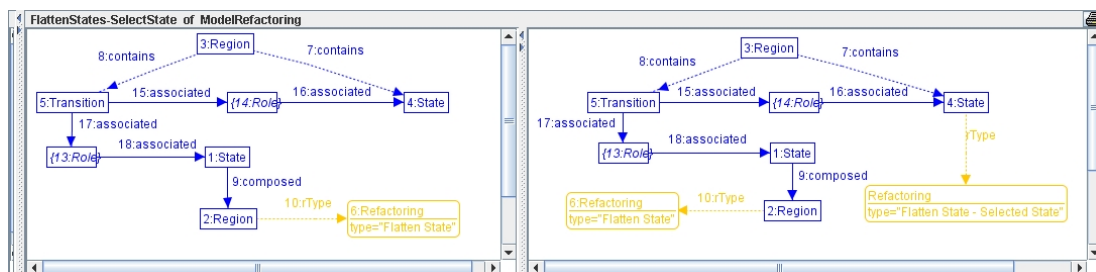 FlattenStates-SelectState of ModelRefactoring
3:Region
8:contains
7:contains
5:Transition
15:associated
{14:Role}
16:associated
4:State
17:associated
{13:Role}
18:associated
1:State
9:composed
2:Region
10:rType
6:Refactoring
type="Flatten State"
3:Region
8:contains
7:contains
5:Transition
15:associated
{14:Role}
16:associated
4:State
17:associated
{13:Role}
18:associated
1:State
rType
9:composed
6:Refactoring
type="Flatten State"
10:rType
2:Region
Refactoring
type="Flatten State - Selected State"